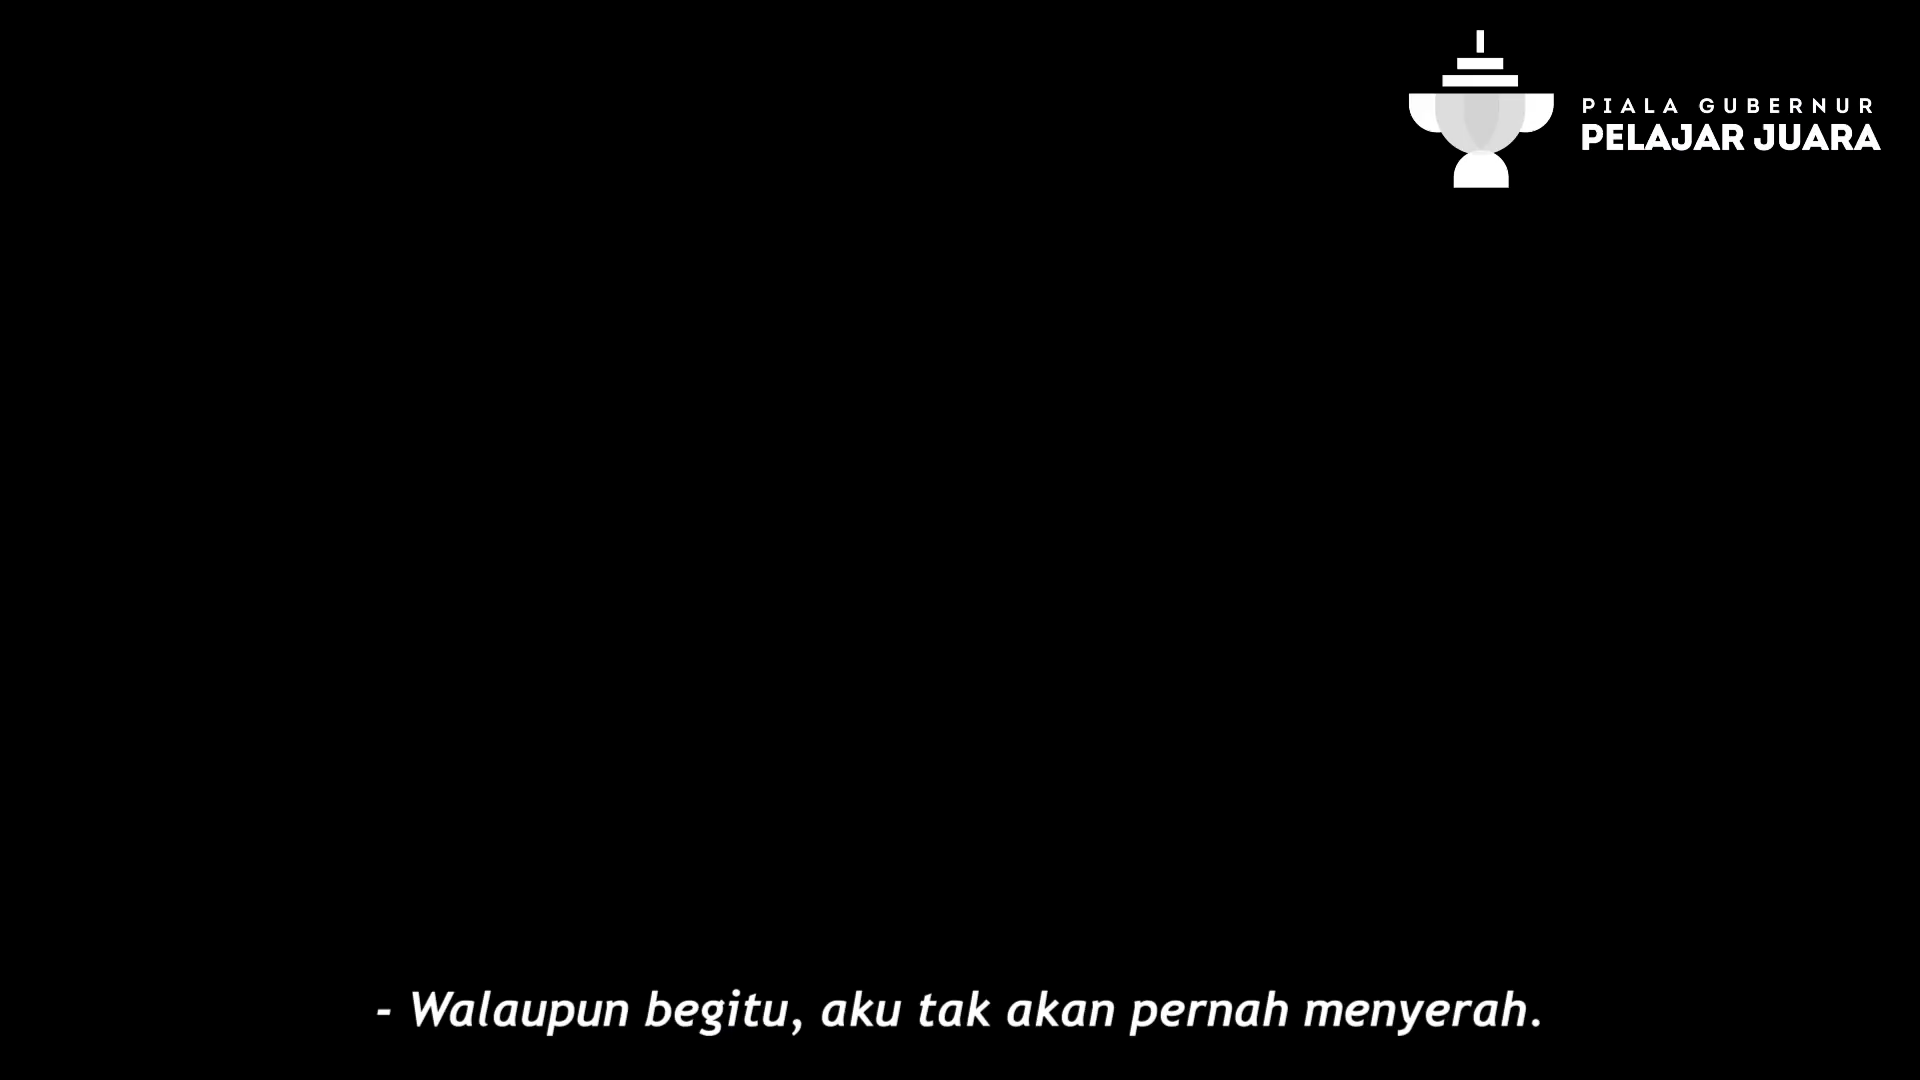 PIALA GUBERNUR
PELAJAR JUARA
- Walaupun begitu, aku tak akan pernah menyerah.